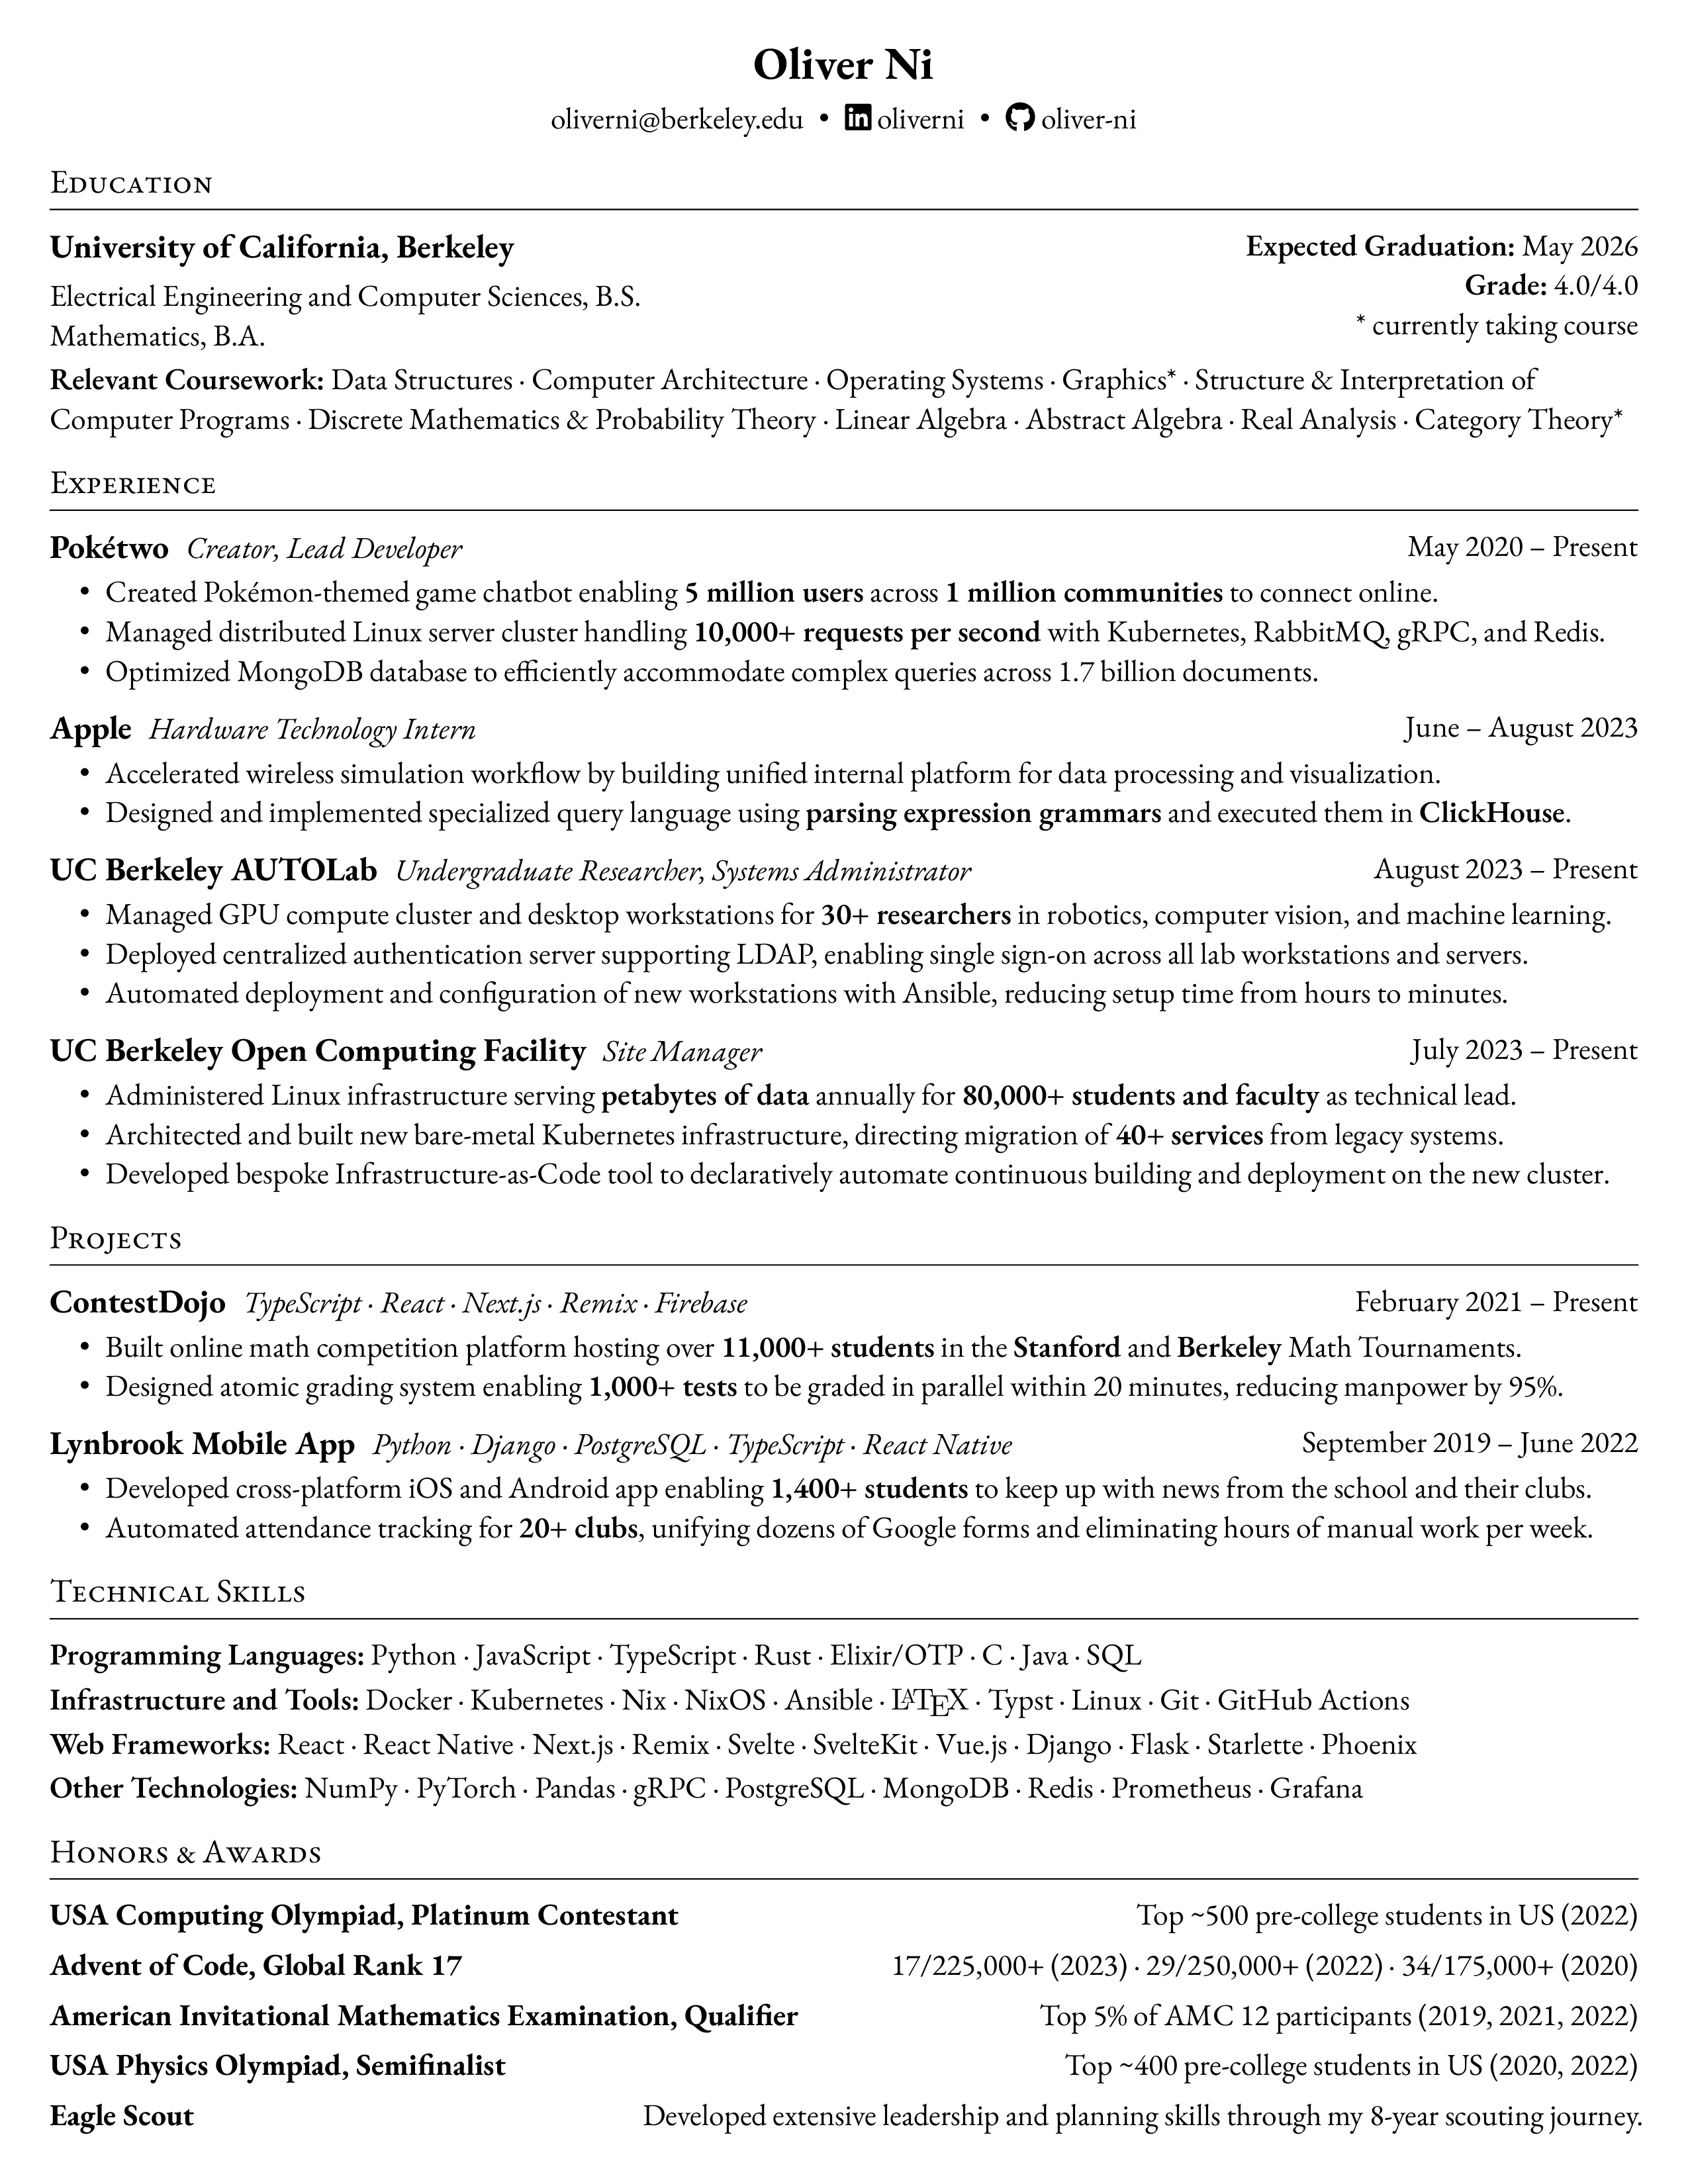 Oliver Ni
oliverni@berkeley.edu • oliverni • oliver-ni
Education
University of California, Berkeley
Expected Graduation: May 2026
Electrical Engineering and Computer Sciences, B.S.
Grade: 4.0/4.0
Mathematics, B.A.
* currently taking course
Relevant Coursework: Data Structures · Computer Architecture · Operating Systems · Graphics* · Structure & Interpretation of
Computer Programs · Discrete Mathematics & Probability Theory · Linear Algebra · Abstract Algebra · Real Analysis · Category Theory*
Experience
Pokétwo Creator, Lead Developer May 2020 – Present
• Created Pokémon-themed game chatbot enabling 5 million users across 1 million communities to connect online.
• Managed distributed Linux server cluster handling 10,000+ requests per second with Kubernetes, RabbitMQ, gRPC, and Redis.
• Optimized MongoDB database to efficiently accommodate complex queries across 1.7 billion documents.
Apple Hardware Technology Intern June – August 2023
• Accelerated wireless simulation workflow by building unified internal platform for data processing and visualization.
• Designed and implemented specialized query language using parsing expression grammars and executed them in ClickHouse.
UC Berkeley AUTOLab Undergraduate Researcher, Systems Administrator August 2023 – Present
• Managed GPU compute cluster and desktop workstations for 30+ researchers in robotics, computer vision, and machine learning.
• Deployed centralized authentication server supporting LDAP, enabling single sign-on across all lab workstations and servers.
• Automated deployment and configuration of new workstations with Ansible, reducing setup time from hours to minutes.
UC Berkeley Open Computing Facility Site Manager July 2023 – Present
• Administered Linux infrastructure serving petabytes of data annually for 80,000+ students and faculty as technical lead.
• Architected and built new bare-metal Kubernetes infrastructure, directing migration of 40+ services from legacy systems.
• Developed bespoke Infrastructure-as-Code tool to declaratively automate continuous building and deployment on the new cluster.
Projects
ContestDojo TypeScript · React · Next.js · Remix · Firebase February 2021 – Present
• Built online math competition platform hosting over 11,000+ students in the Stanford and Berkeley Math Tournaments.
• Designed atomic grading system enabling 1,000+ tests to be graded in parallel within 20 minutes, reducing manpower by 95%.
Lynbrook Mobile App Python · Django · PostgreSQL · TypeScript · React Native September 2019 – June 2022
• Developed cross-platform iOS and Android app enabling 1,400+ students to keep up with news from the school and their clubs.
• Automated attendance tracking for 20+ clubs, unifying dozens of Google forms and eliminating hours of manual work per week.
Technical Skills
Programming Languages: Python · JavaScript · TypeScript · Rust · Elixir/OTP · C · Java · SQL
Infrastructure and Tools: Docker · Kubernetes · Nix · NixOS · Ansible · LATEX · Typst · Linux · Git · GitHub Actions
Web Frameworks: React · React Native · Next.js · Remix · Svelte · SvelteKit · Vue.js · Django · Flask · Starlette · Phoenix
Other Technologies: NumPy · PyTorch · Pandas · gRPC · PostgreSQL · MongoDB · Redis · Prometheus · Grafana
Honors & Awards
USA Computing Olympiad, Platinum Contestant Top ~500 pre-college students in US (2022)
Advent of Code, Global Rank 17 17/225,000+ (2023) · 29/250,000+ (2022) · 34/175,000+ (2020)
American Invitational Mathematics Examination, Qualifier Top 5% of AMC 12 participants (2019, 2021, 2022)
USA Physics Olympiad, Semifinalist Top ~400 pre-college students in US (2020, 2022)
Eagle Scout Developed extensive leadership and planning skills through my 8-year scouting journey.